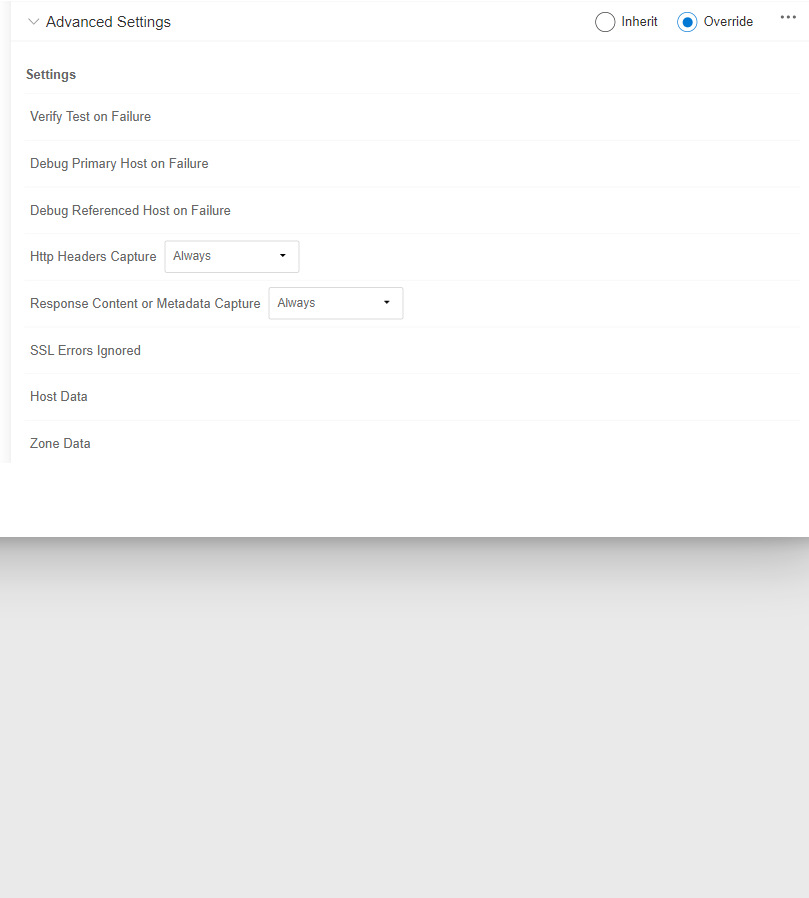 Advanced Settings Inherit Override
Settings
Verify Test on Failure
Debug Primary Host on Failure
Debug Referenced Host on Failure
Http Headers Capture Always
Response Content or Metadata Capture Always
SSL Errors Ignored
Host Data
Zone Data